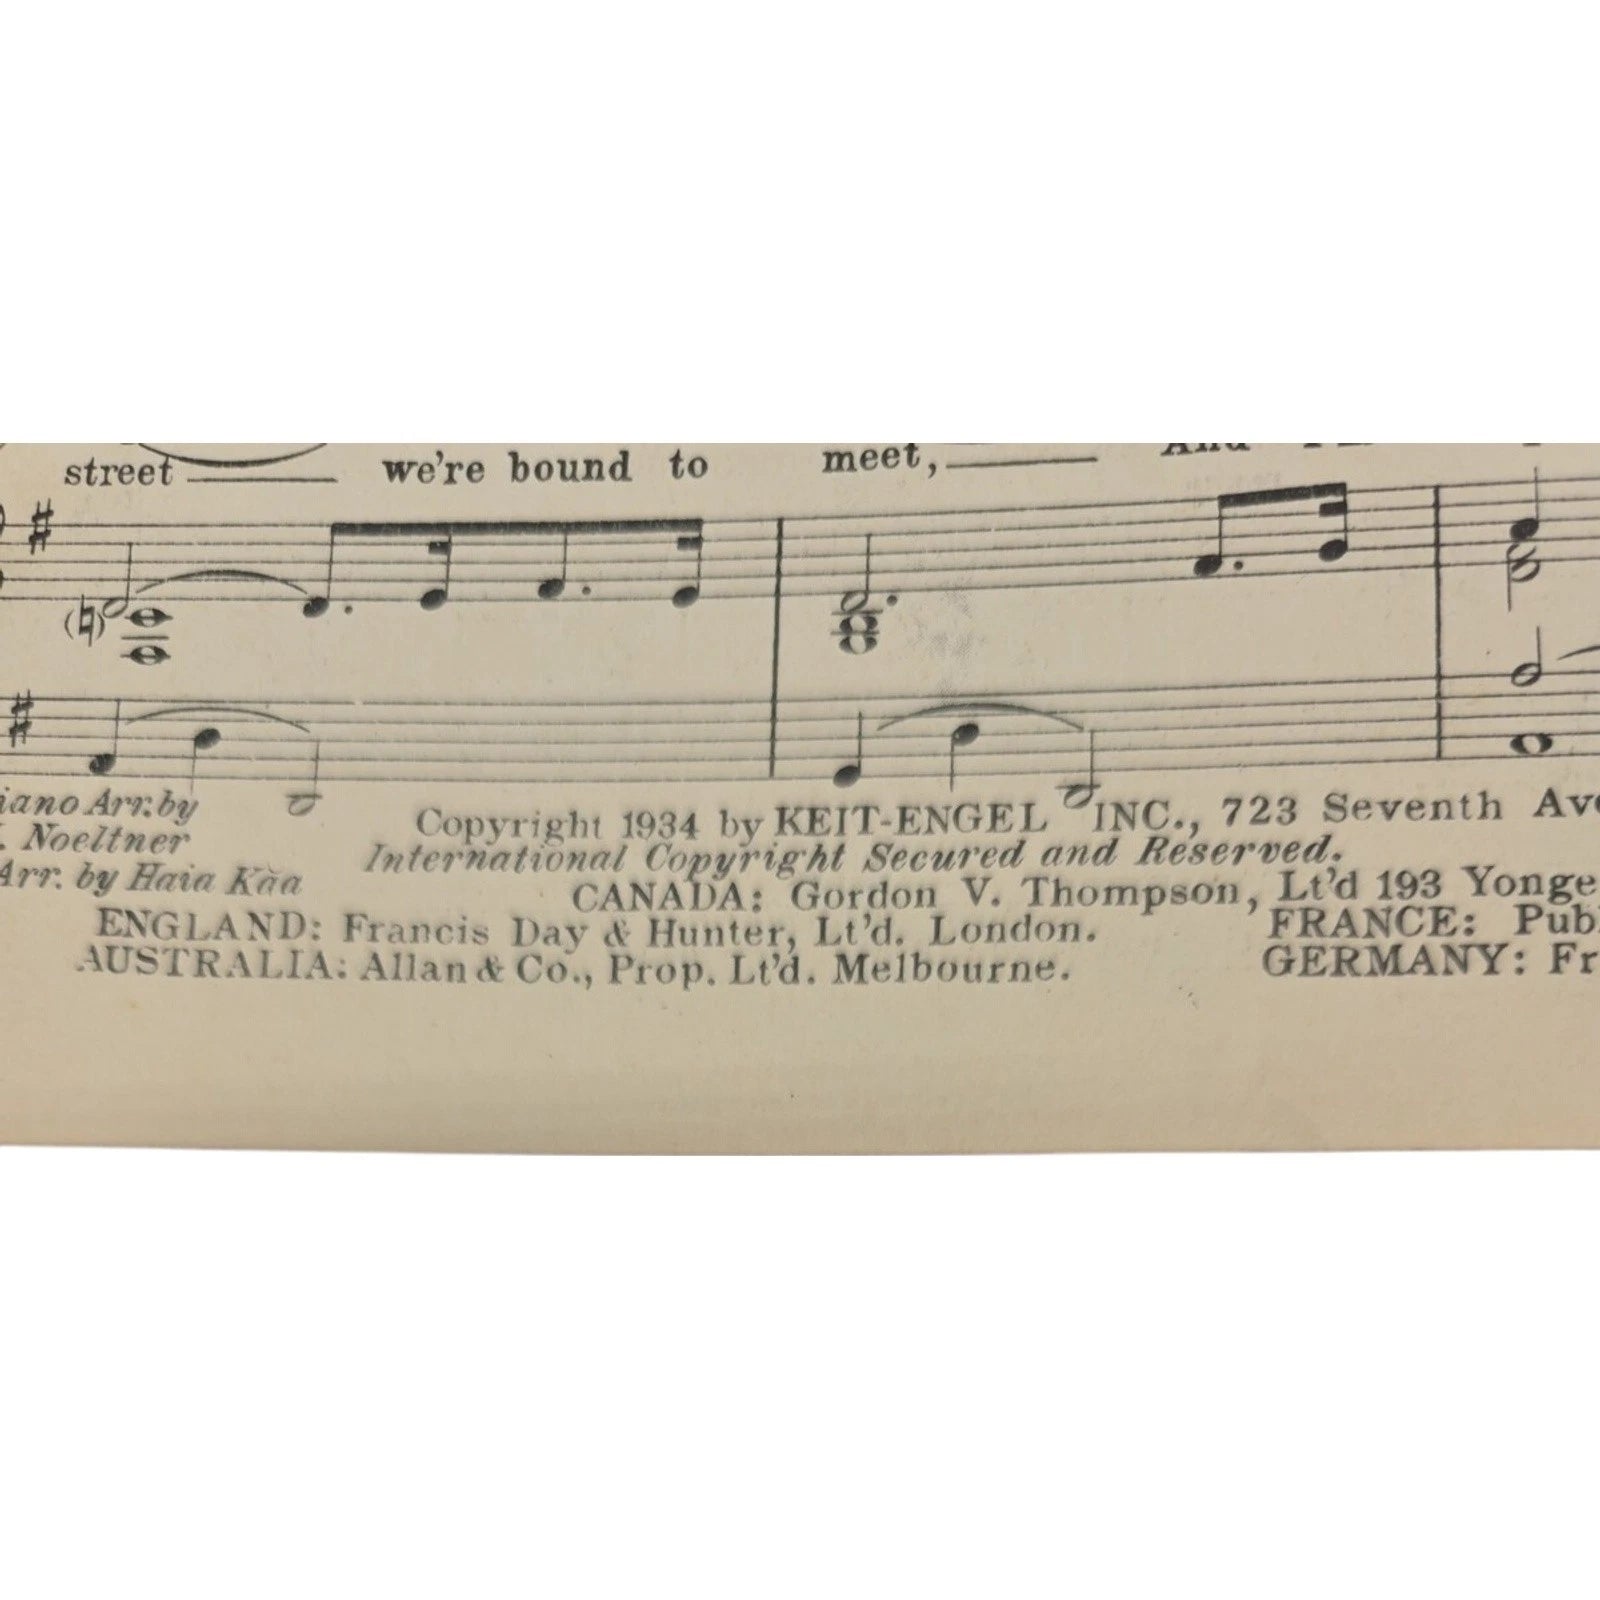 street we're bound to meet,
iano Arr. by
. Noeltner
Copyright 1934 by KEIT-ENGEL INC., 723 Seventh Av
International Copyright Secured and Reserved.
Arr. by Haia Kàa
CANADA: Gordon V. Thompson, Lt'd 193 Yonge
ENGLAND: Francis Day & Hunter, Lt'd. London. FRANCE: Pub
AUSTRALIA: Allan & Co., Prop. Lt'd. Melbourne. GERMANY: Fr